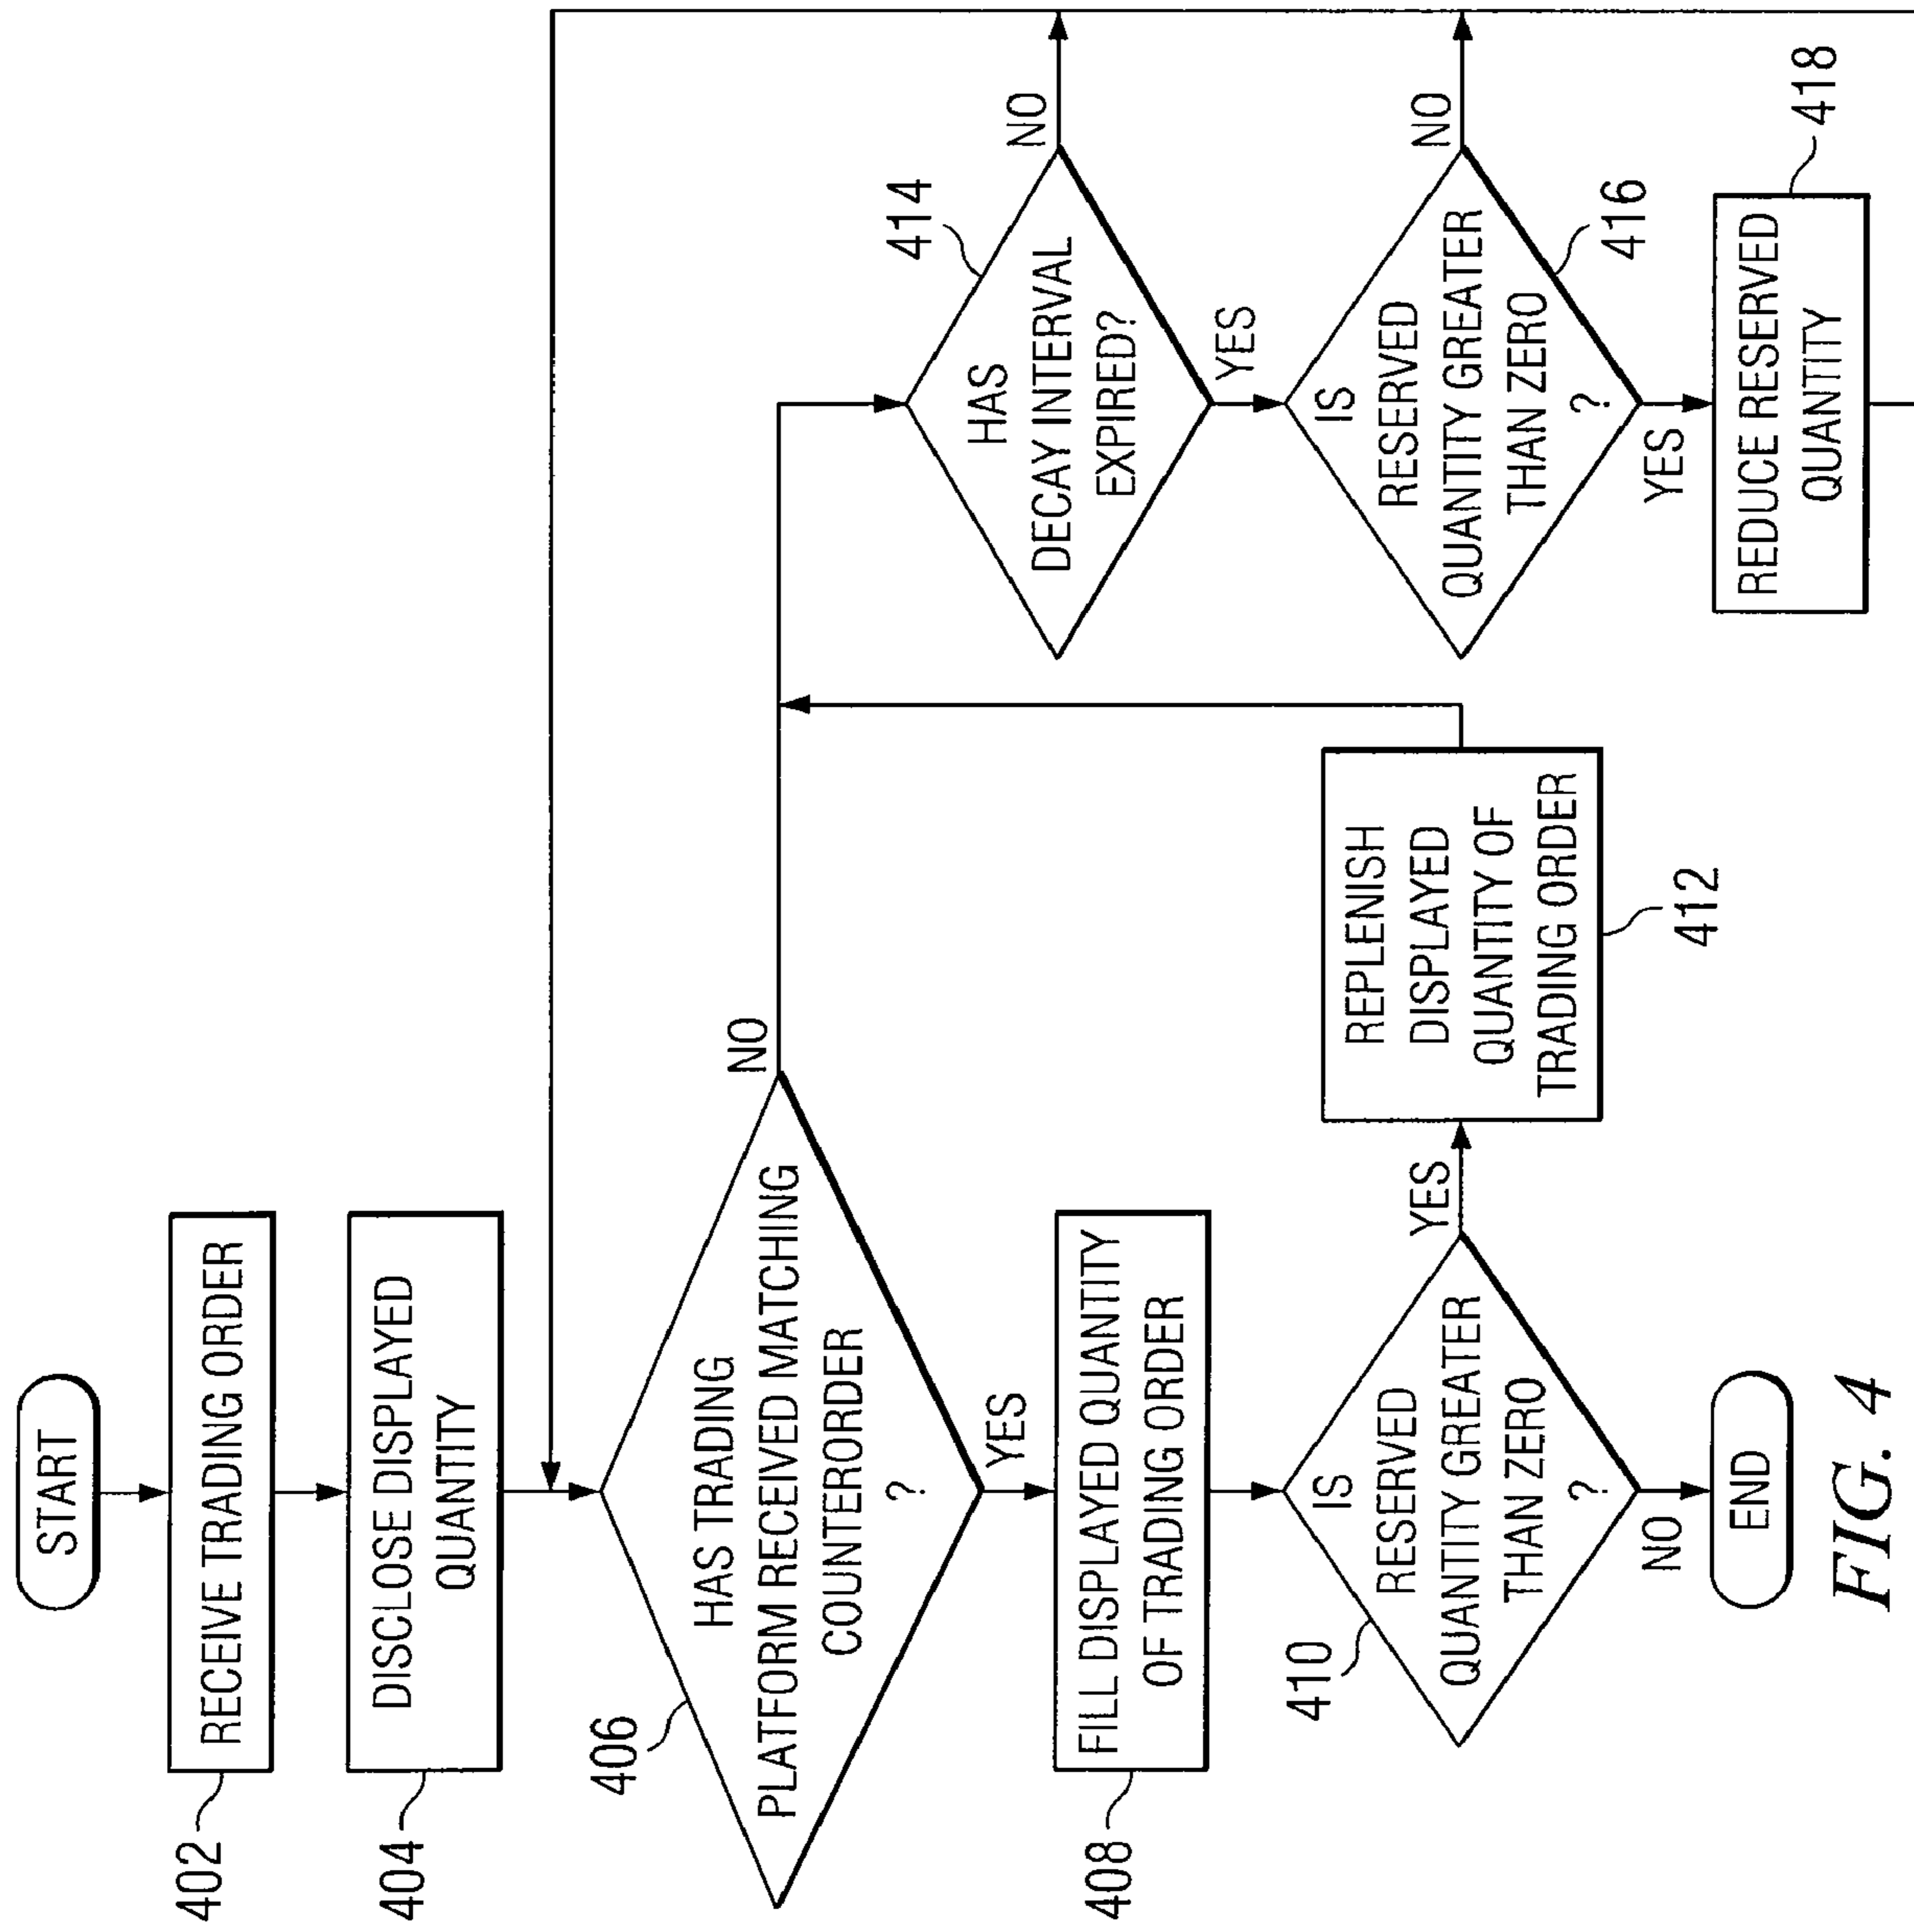 START
RECEIVE TRADING ORDER
402
DISCLOSE DISPLAYED
QUANTITY
404
HAS TRADING
PLATFORM RECEIVED MATCHING
COUNTERORDER
?
406
NO
YES
FILL DISPLAYED QUANTITY
OF TRADING ORDER
408
IS
RESERVED
QUANTITY GREATER
THAN ZERO
?
410
YES
NO
END
REPLENISH
DISPLAYED
QUANTITY OF
TRADING ORDER
412
HAS
DECAY INTERVAL
EXPIRED?
414
NO
YES
IS
RESERVED
QUANTITY GREATER
THAN ZERO
?
416
NO
YES
REDUCE RESERVED
QUANTITY
418
FIG. 4